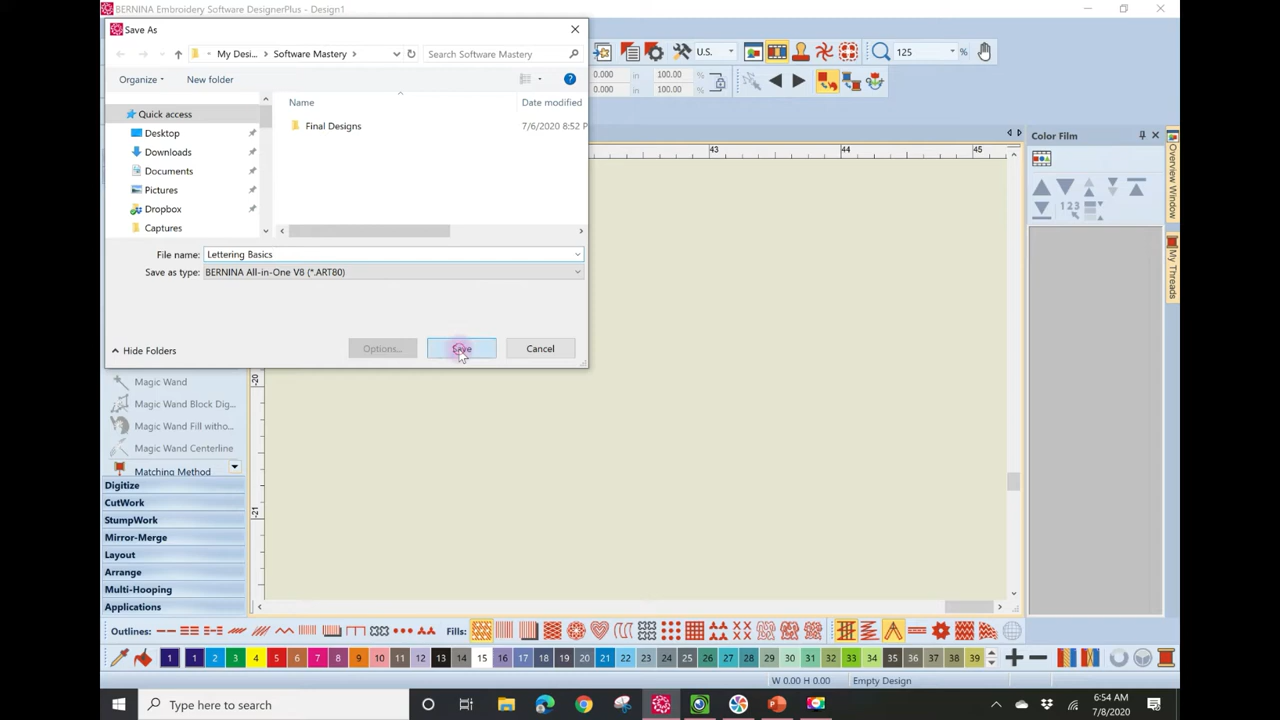 BERNINA Embroidery Software DesignerPlus - Design1
Save As
My Desi... > Software Mastery >
Search Software Mastery
Organize
New folder
Name
Date modified
Quick access
Desktop
Downloads
Documents
Pictures
Dropbox
Captures
Final Designs
7/6/2020 8:52 P
File name: Lettering Basics
Save as type: BERNINA All-in-One V8 (*.ART80)
Hide Folders
Options...
Save
Cancel
U.S.
125 %
0.000 in 100.00 %
0.000 in 100.00 %
43 44 45
Color Film
1 2 3
Overview Window
My Threads
-20
-21
Magic Wand
Magic Wand Block Dig...
Magic Wand Fill witho...
Magic Wand Centerline
Matching Method
Digitize
CutWork
StumpWork
Mirror-Merge
Layout
Arrange
Multi-Hooping
Applications
Outlines:
Fills:
1 1 2 3 4 5 6 7 8 9 10 11 12 13 14 15 16 17 18 19 20 21 22 23 24 25 26 27 28 29 30 31 32 33 34 35 36 37 38 39
W 0.00 H 0.00
Empty Design
Type here to search
6:54 AM
7/8/2020